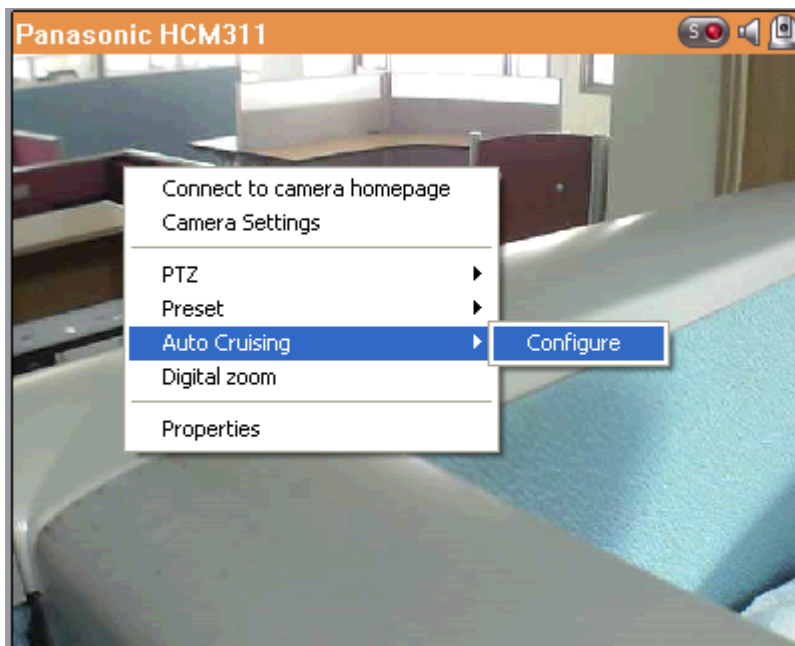 Panasonic HCM311
S
Connect to camera homepage
Camera Settings
PTZ
Preset
Auto Cruising
Configure
Digital zoom
Properties